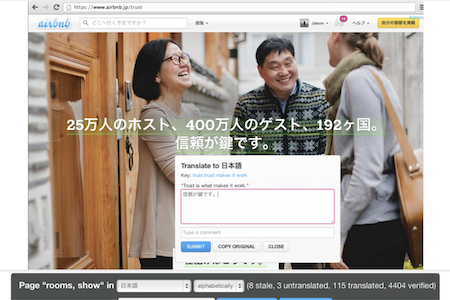 https://www.airbnb.jp/trust
airbnb
どこへ行く予定ですか？
Jason
ヘルプ
自分の部屋を掲載
25万人のホスト、400万人のゲスト、192ヶ国。
信頼が鍵です。
Translate to 日本語
Key: trust.trust makes it work
"Trust is what makes it work."
信頼が鍵です。
Type a comment
SUBMIT
COPY ORIGINAL
CLOSE
Page "rooms, show" in 日本語 alphabetically (8 stale, 3 untranslated, 115 translated, 4404 verified)